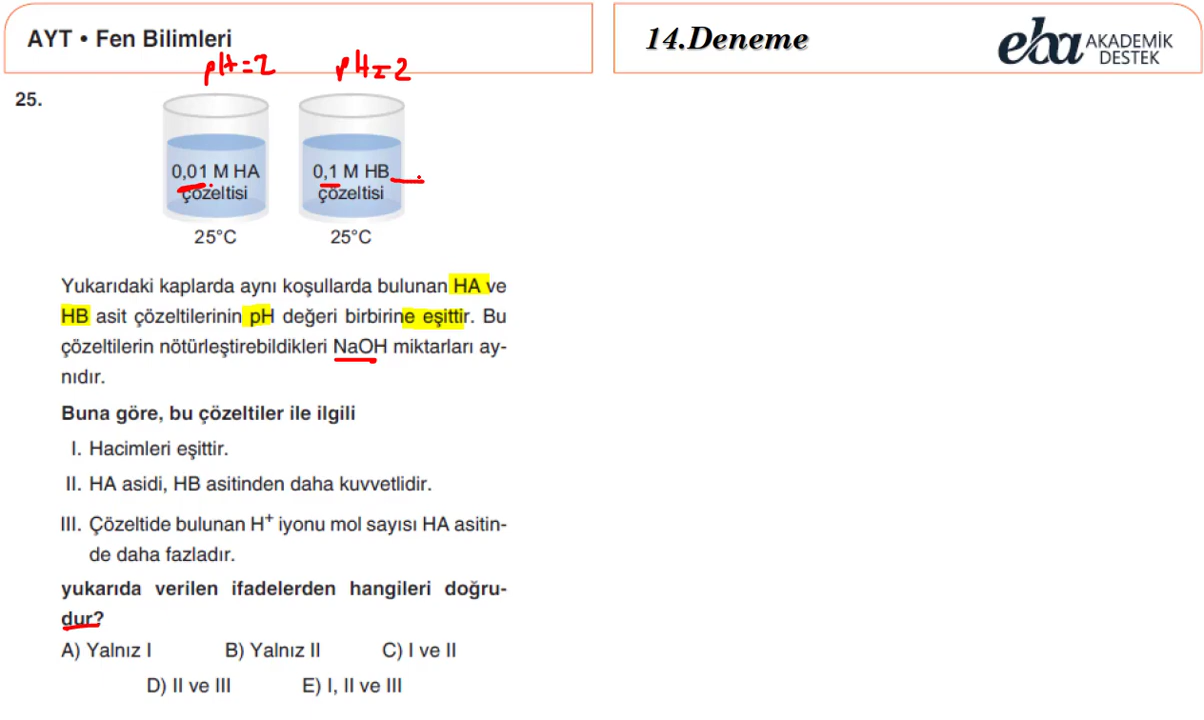 AYT • Fen Bilimleri
14.Deneme
eba AKADEMİK
DESTEK
pH=2 pH=2
25.
0,01 M HA
çözeltisi
0,1 M HB
çözeltisi
25°C 25°C
Yukarıdaki kaplarda aynı koşullarda bulunan HA ve
HB asit çözeltilerinin pH değeri birbirine eşittir. Bu
çözeltilerin nötürleştirebildikleri NaOH miktarları ay-
nıdır.
Buna göre, bu çözeltiler ile ilgili
I. Hacimleri eşittir.
II. HA asidi, HB asitinden daha kuvvetlidir.
III. Çözeltide bulunan H⁺ iyonu mol sayısı HA asitin-
de daha fazladır.
yukarıda verilen ifadelerden hangileri doğru-
dur?
A) Yalnız I B) Yalnız II C) I ve II
D) II ve III E) I, II ve III